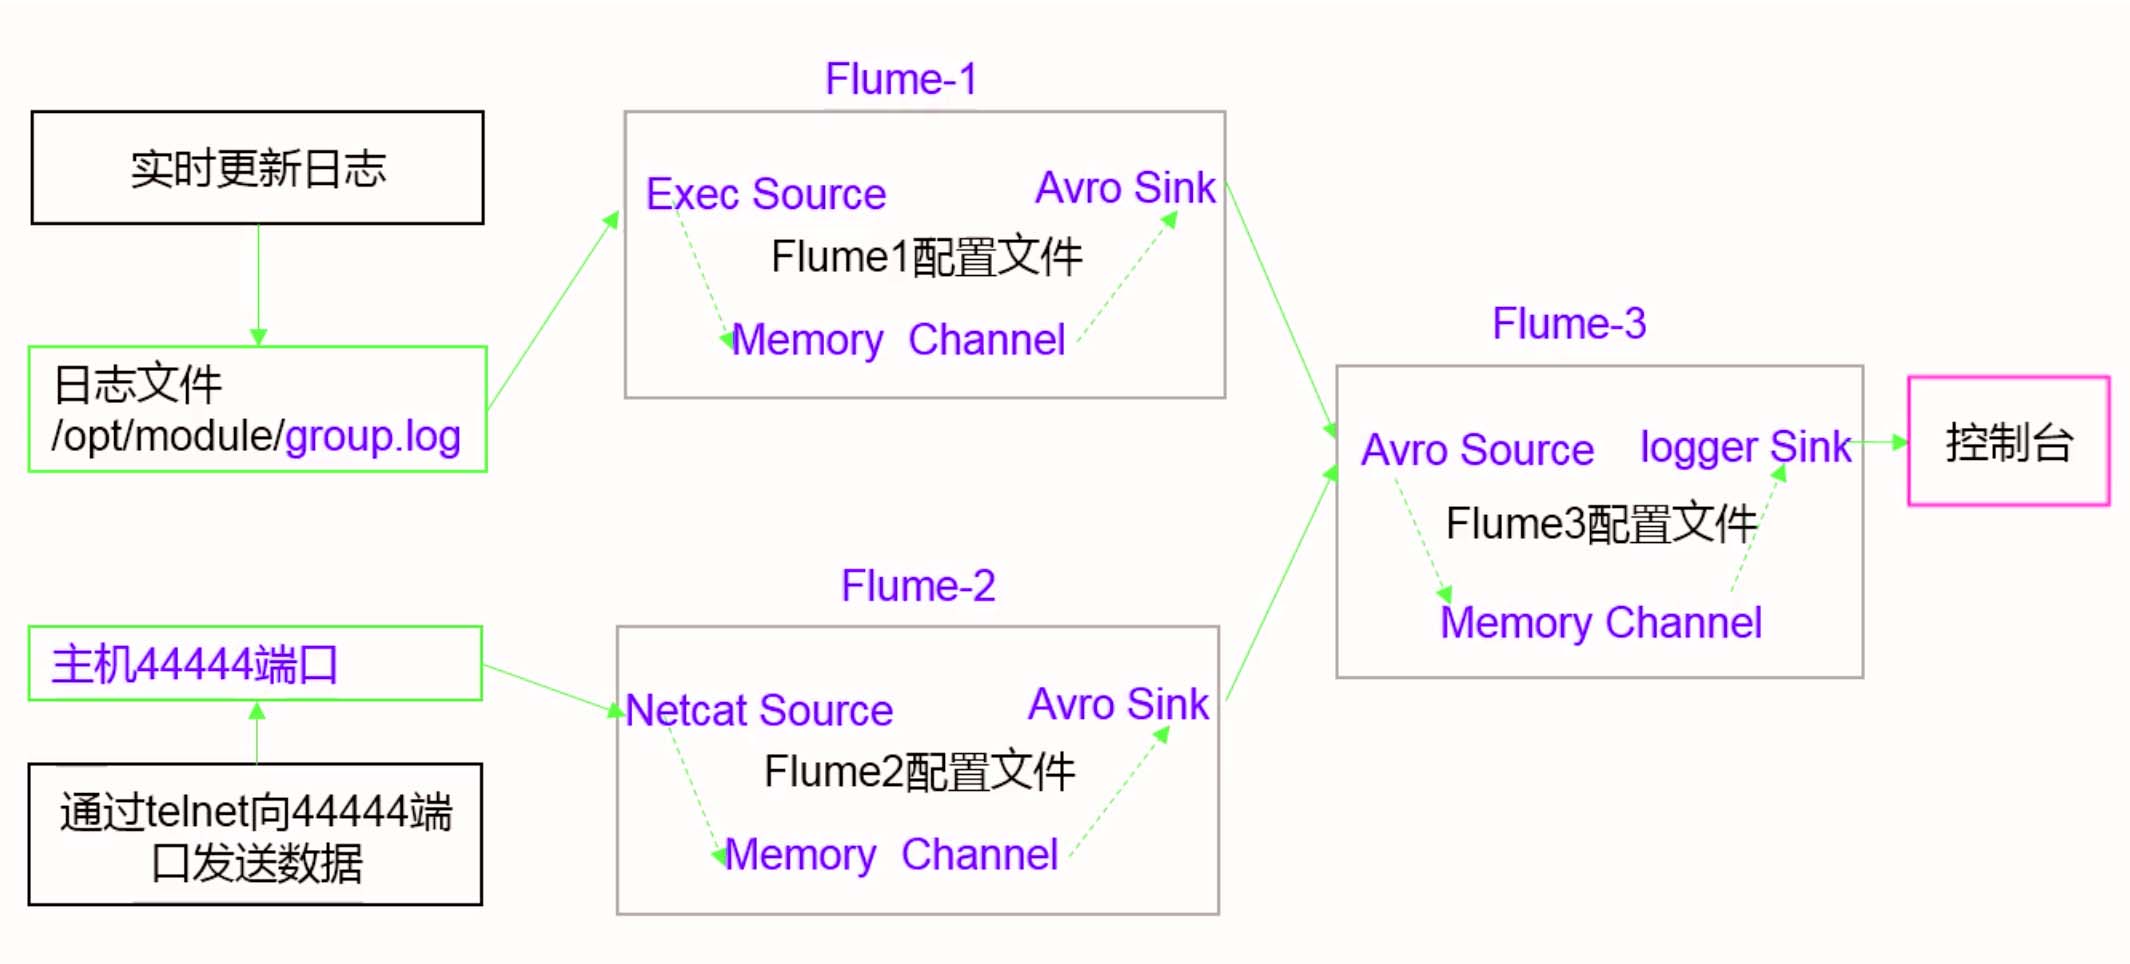 实时更新日志
日志文件
/opt/module/group.log
Flume-1
Exec Source
Avro Sink
Flume1配置文件
Memory  Channel
主机44444端口
通过telnet向44444端
口发送数据
Flume-2
Netcat Source
Avro Sink
Flume2配置文件
Memory  Channel
Flume-3
Avro Source
logger Sink
Flume3配置文件
Memory Channel
控制台